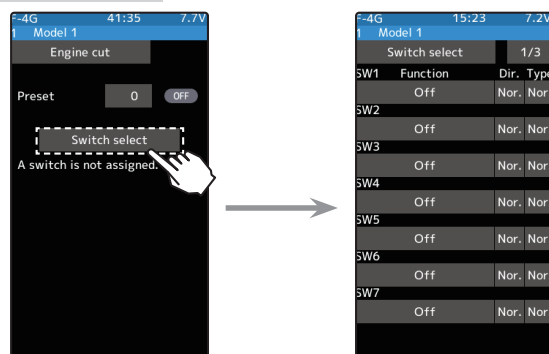 F-4G 41:35 7.7V
1 Model 1
Engine cut
Preset 0 OFF
Switch select
A switch is not assigned.
F-4G 15:23 7.2V
1 Model 1
Switch select 1/3
SW1 Function Dir. Type
Off Nor. Nor
SW2
Off Nor. Nor
SW3
Off Nor. Nor
SW4
Off Nor. Nor
SW5
Off Nor. Nor
SW6
Off Nor. Nor
SW7
Off Nor. Nor